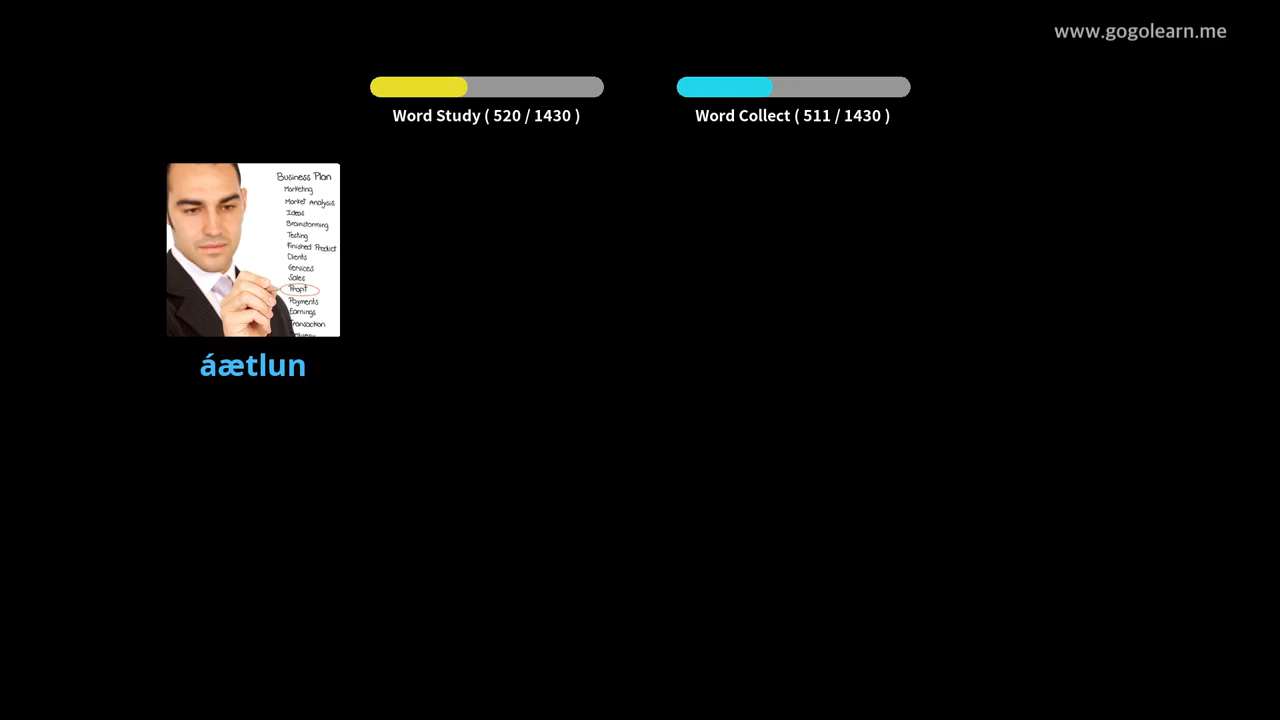 www.gogolearn.me
Word Study ( 520 / 1430 )
Word Collect ( 511 / 1430 )
Business Plan
Marketing
Market Analysis
Ideas
Brainstorming
Testing
Finished Product
Clients
Services
Sales
Profit
Payments
Earnings
Transaction
Delivery
áætlun